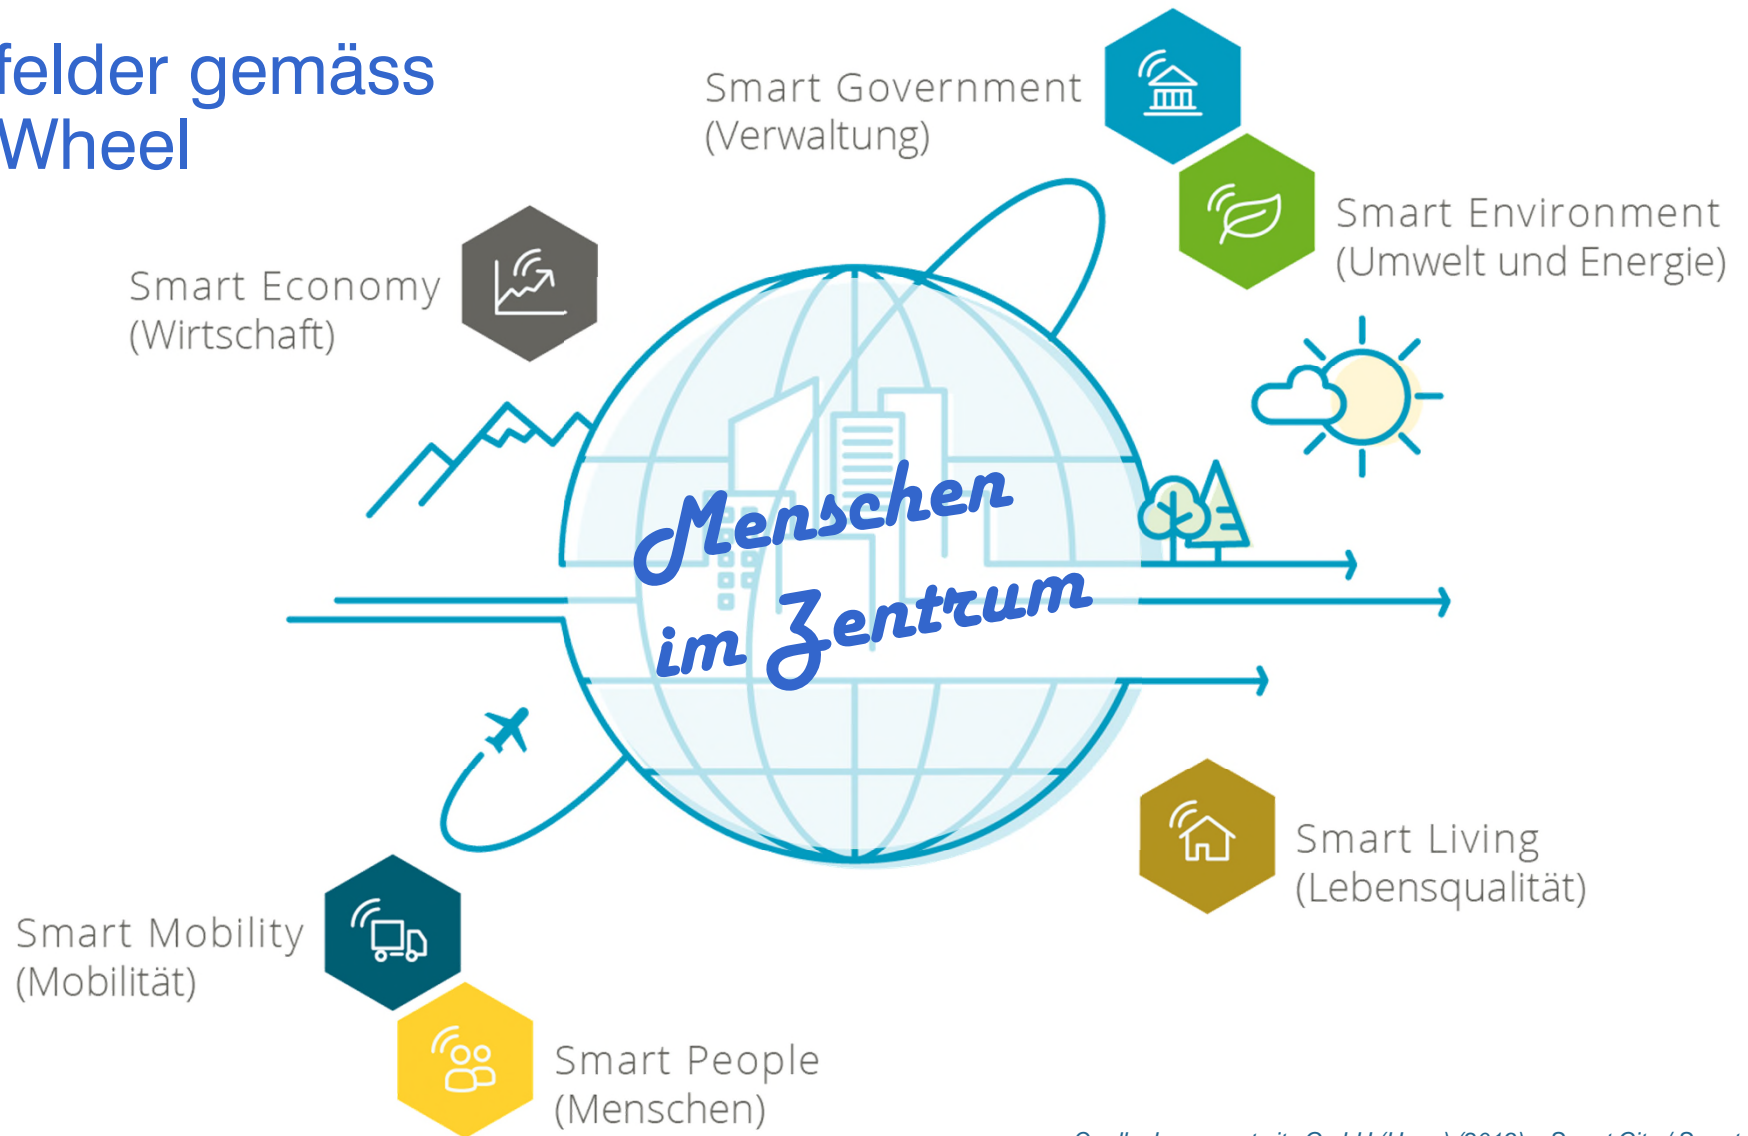 felder gemäss
Wheel
Smart Government
(Verwaltung)
Smart Environment
(Umwelt und Energie)
Smart Economy
(Wirtschaft)
Menschen
im Zentrum
Smart Living
(Lebensqualität)
Smart Mobility
(Mobilität)
Smart People
(Menschen)